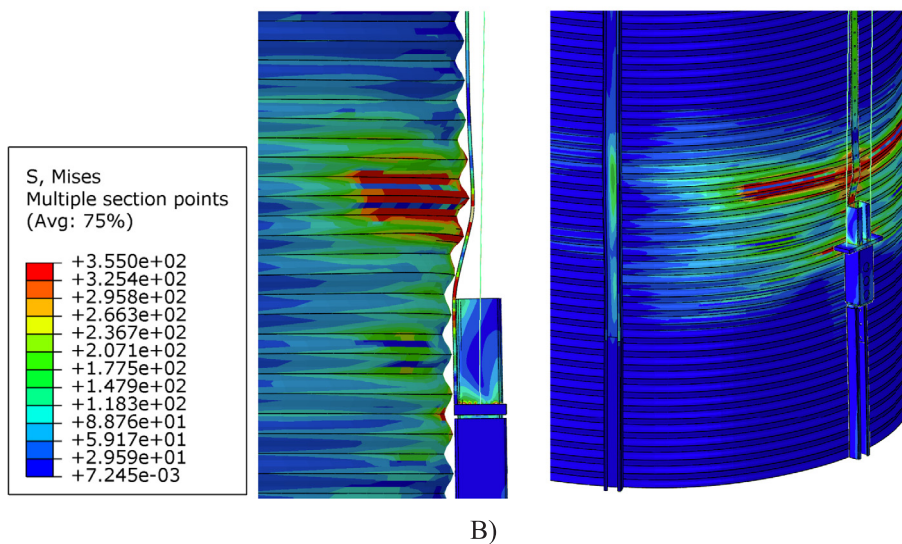 S, Mises
Multiple section points
(Avg: 75%)
+3.550e+02
+3.254e+02
+2.958e+02
+2.663e+02
+2.367e+02
+2.071e+02
+1.775e+02
+1.479e+02
+1.183e+02
+8.876e+01
+5.917e+01
+2.959e+01
+7.245e-03
B)